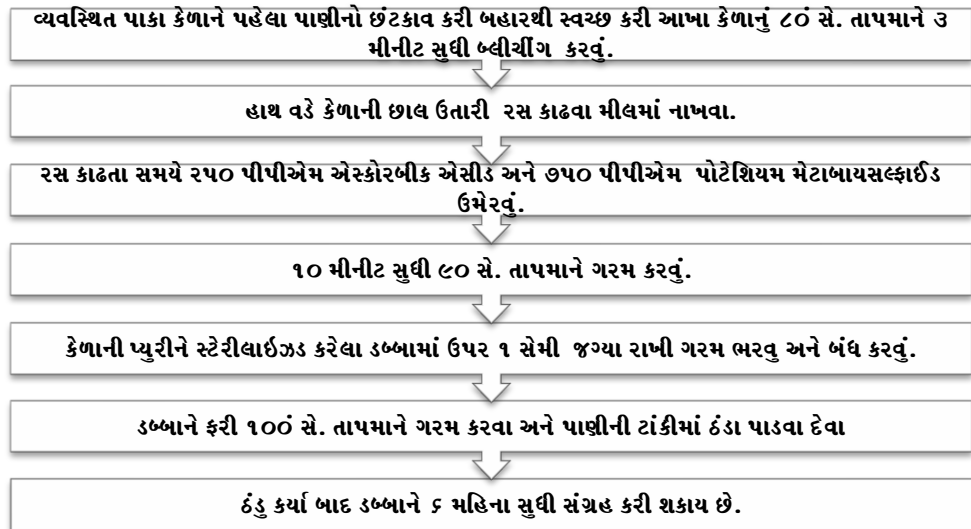 વ્યવસ્થિત પાકા કેળાને પહેલા પાણીનો છંટકાવ કરી બહારથી સ્વચ્છ કરી આખા કેળાનું ૮૦ં સે. તાપમાને ૩
મીનીટ સુધી બ્લીચીંગ કરવું.
હાથ વડે કેળાની છાલ ઉતારી રસ કાઢવા મીલમાં નાખવા.
રસ કાઢતા સમયે ૨૫૦ પીપીએમ એસ્કોરબીક એસીડ અને ૭૫૦ પીપીએમ પોટેશિયમ મેટાબાયસલ્ફાઈડ
ઉમેરવું.
૧૦ મીનીટ સુધી ૯૦ સે. તાપમાને ગરમ કરવું.
કેળાની પ્યુરીને સ્ટેરીલાઇઝડ કરેલા ડબ્બામાં ઉપર ૧ સેમી જગ્યા રાખી ગરમ ભરવુ અને બંધ કરવું.
ડબ્બાને ફરી ૧૦૦ં સે. તાપમાને ગરમ કરવા અને પાણીની ટાંકીમાં ઠંડા પાડવા દેવા
ઠંડુ કર્યા બાદ ડબ્બાને ૬ મહિના સુધી સંગ્રહ કરી શકાય છે.